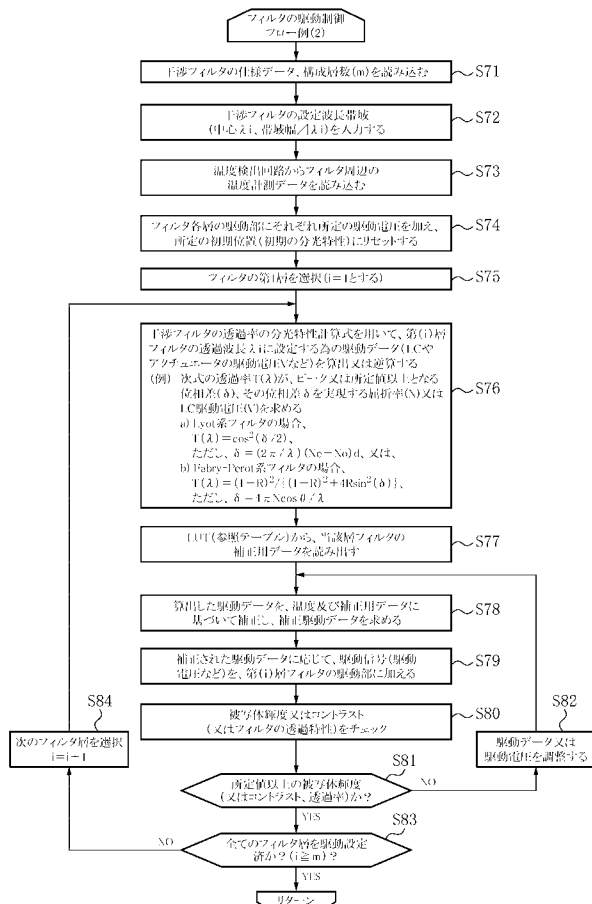 フィルタの駆動制御
フロー例(2)
干渉フィルタの仕様データ、構成層数(m)を読み込む
S71
干渉フィルタの設定波長帯域
(中心λi、帯域幅⊿λi)を入力する
S72
温度検出回路からフィルタ周辺の
温度計測データを読み込む
S73
フィルタ各層の駆動部にそれぞれ所定の駆動電圧を加え、
所定の初期位置(初期の分光特性)にリセットする
S74
フィルタの第1層を選択(i=1とする)
S75
干渉フィルタの透過率の分光特性計算式を用いて、第(i)層
フィルタの透過波長λiに設定する為の駆動データ(LCや
アクチュエータの駆動電圧Vなど)を算出又は逆算する
(例) 次式の透過率T(λ)が、ピーク又は所定値以上となる
位相差(δ)、その位相差δを実現する屈折率(N)又は
LC駆動電圧(V)を求める
a) Lyot系フィルタの場合、
T(λ)=cos²(δ/2)、
ただし、δ=(2π/λ)(Ne−No)d、又は、
b) Fabry-Perot系フィルタの場合、
T(λ)=(1−R)²/{(1−R)²+4Rsin²(δ)}、
ただし、δ=4πNcosθ/λ
S76
LUT(参照テーブル)から、当該層フィルタの
補正用データを読み出す
S77
算出した駆動データを、温度及び補正用データに
基づいて補正し、補正駆動データを求める
S78
補正された駆動データに応じて、駆動信号(駆動
電圧など)を、第(i)層フィルタの駆動部に加える
S79
被写体輝度又はコントラスト
(又はフィルタの透過特性)をチェック
S80
S84
次のフィルタ層を選択
i=i+1
S82
駆動データ又は
駆動電圧を調整する
S81
所定値以上の被写体輝度
(又はコントラスト、透過率)か?
NO
YES
S83
全てのフィルタ層を駆動設定
済か?(i≧m)?
NO
YES
リターン